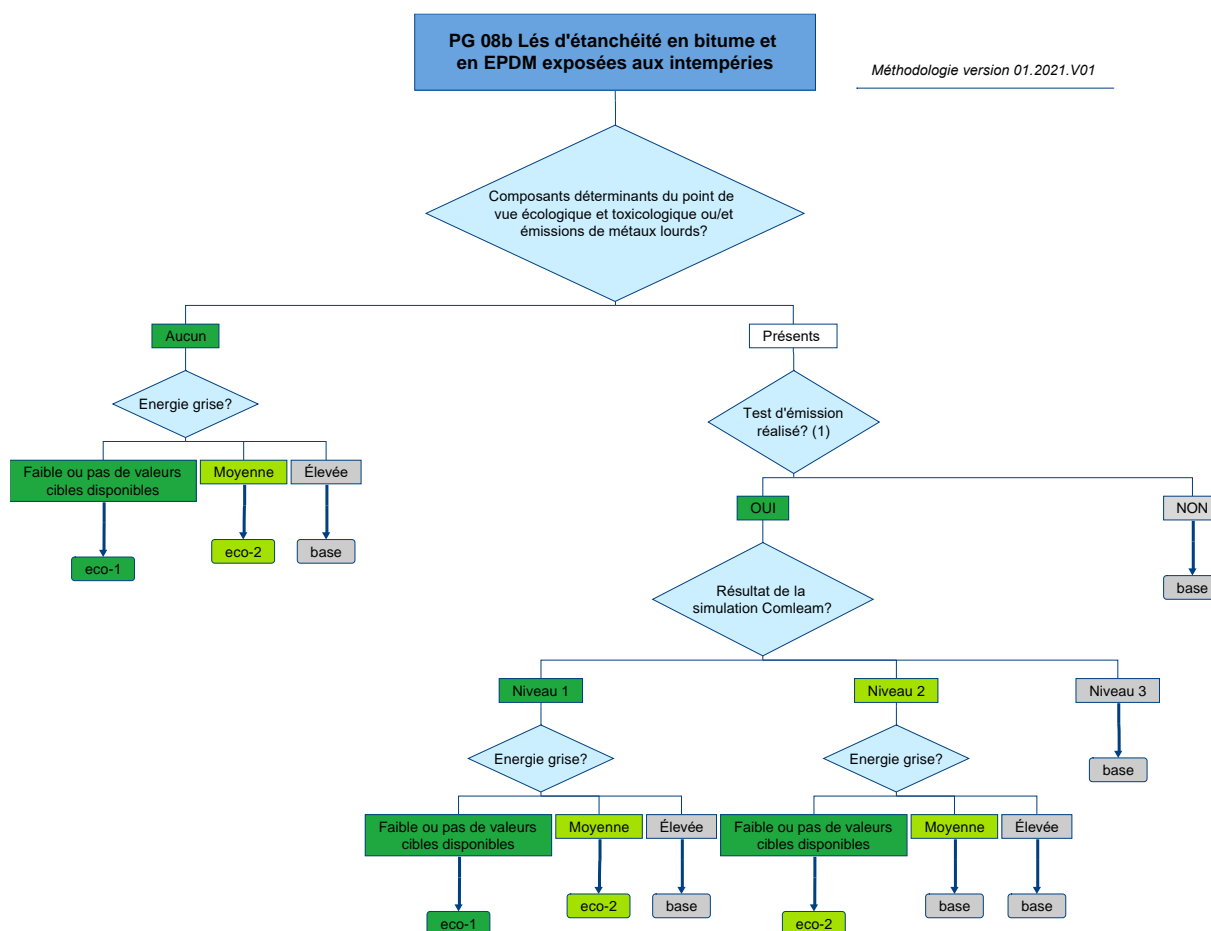 PG 08b Lés d'étanchéité en bitume et
en EPDM exposées aux intempéries
Méthodologie version 01.2021.V01
Composants déterminants du point de
vue écologique et toxicologique ou/et
émissions de métaux lourds?
Aucun
Présents
Energie grise?
Test d'émission
réalisé? (1)
Faible ou pas de valeurs
cibles disponibles
Moyenne
Élevée
OUI
NON
eco-1
eco-2
base
base
Résultat de la
simulation Comleam?
Niveau 1
Niveau 2
Niveau 3
Energie grise?
Energie grise?
base
Faible ou pas de valeurs
cibles disponibles
Moyenne
Élevée
Faible ou pas de valeurs
cibles disponibles
Moyenne
Élevée
eco-1
eco-2
base
eco-2
base
base